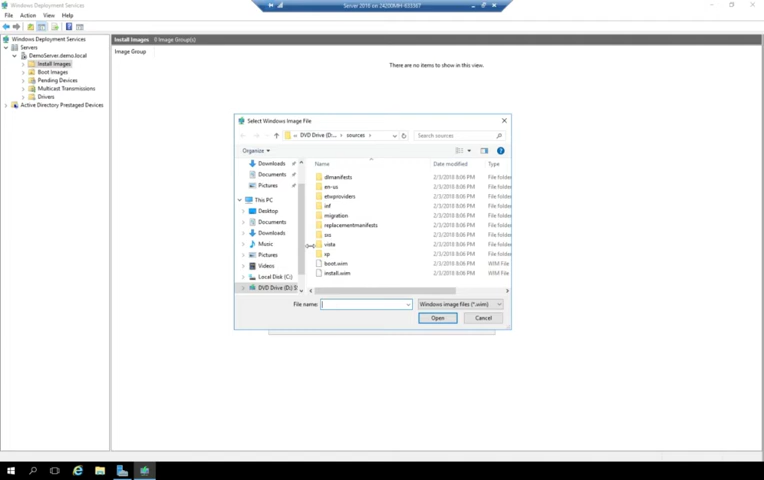 Windows Deployment Services
Server 2016 on 24200MH-633367
File Action View Help
Windows Deployment Services
Servers
DemoServer.demo.local
Install Images
Boot Images
Pending Devices
Multicast Transmissions
Drivers
Active Directory Prestaged Devices
Install Images 0 Image Group(s)
Image Group
There are no items to show in this view.
Select Windows Image File
DVD Drive (D:... sources
Search sources
Organize
Downloads
Documents
Pictures
This PC
Desktop
Documents
Downloads
Music
Pictures
Videos
Local Disk (C:)
DVD Drive (D:) S
Name Date modified Type
dlmanifests 2/3/2018 8:06 PM File folder
en-us 2/3/2018 8:06 PM File folder
etwproviders 2/3/2018 8:06 PM File folder
inf 2/3/2018 8:06 PM File folder
migration 2/3/2018 8:06 PM File folder
replacementmanifests 2/3/2018 8:06 PM File folder
sxs 2/3/2018 8:06 PM File folder
vista 2/3/2018 8:06 PM File folder
xp 2/3/2018 8:06 PM File folder
boot.wim 2/3/2018 8:06 PM WIM File
install.wim 2/3/2018 8:06 PM WIM File
File name:
Windows image files (*.wim)
Open Cancel